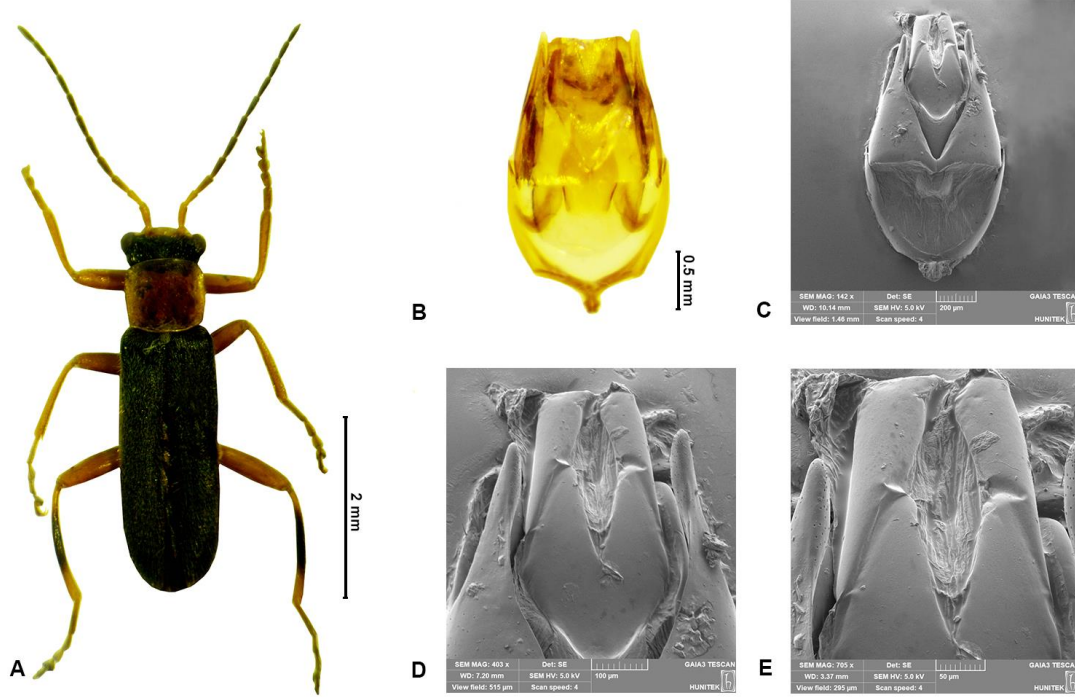 A
2 mm
B
0.5 mm
C
SEM MAG: 142 x Det: SE GAIA3 TESCAN
WD: 10.14 mm SEM HV: 5.0 kV 200 µm
View field: 1.46 mm Scan speed: 4 HUNITEK
D
SEM MAG: 403 x Det: SE GAIA3 TESCAN
WD: 7.20 mm SEM HV: 5.0 kV 100 µm
View field: 515 µm Scan speed: 4 HUNITEK
E
SEM MAG: 705 x Det: SE GAIA3 TESCAN
WD: 3.37 mm SEM HV: 5.0 kV 50 µm
View field: 295 µm Scan speed: 4 HUNITEK